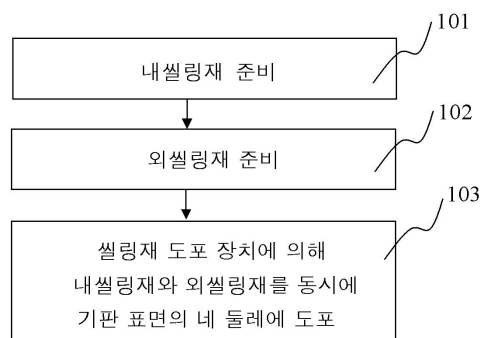 101
내씰링재 준비
102
외씰링재 준비
103
씰링재 도포 장치에 의해
내씰링재와 외씰링재를 동시에
기판 표면의 네 둘레에 도포